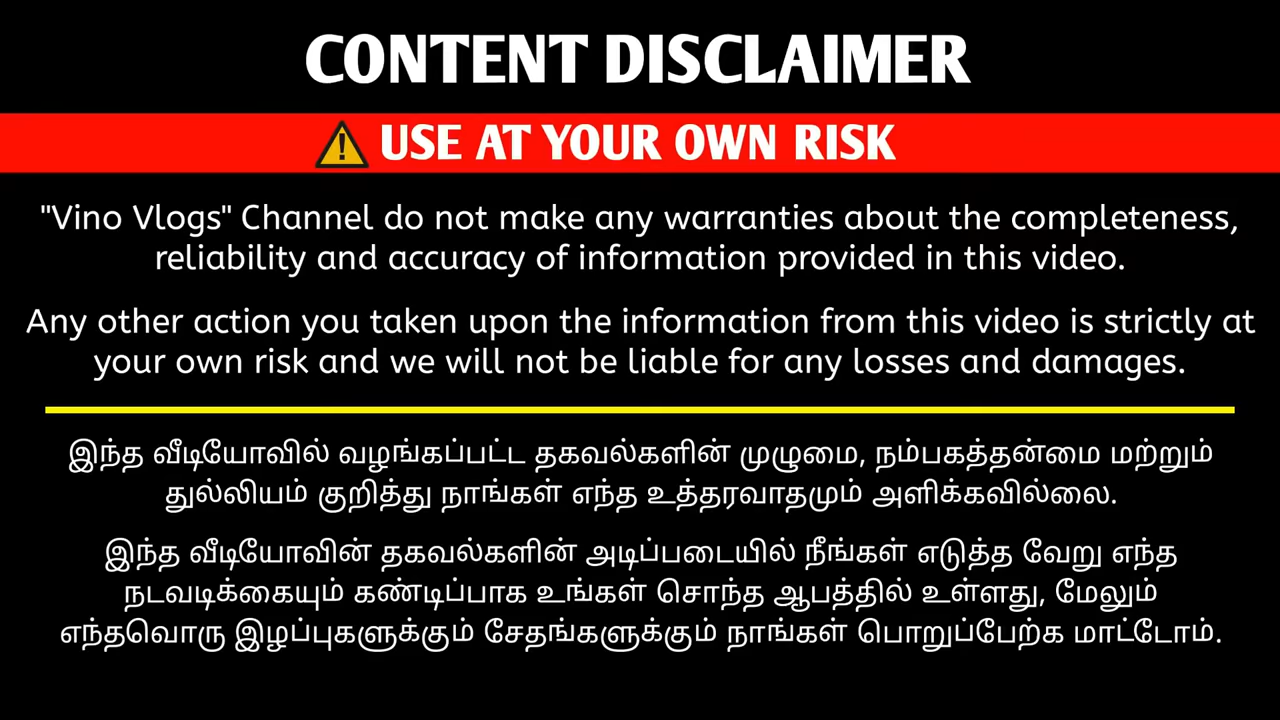 CONTENT DISCLAIMER
USE AT YOUR OWN RISK
"Vino Vlogs" Channel do not make any warranties about the completeness,
reliability and accuracy of information provided in this video.
Any other action you taken upon the information from this video is strictly at
your own risk and we will not be liable for any losses and damages.
இந்த வீடியோவில் வழங்கப்பட்ட தகவல்களின் முழுமை, நம்பகத்தன்மை மற்றும்
துல்லியம் குறித்து நாங்கள் எந்த உத்தரவாதமும் அளிக்கவில்லை.
இந்த வீடியோவின் தகவல்களின் அடிப்படையில் நீங்கள் எடுத்த வேறு எந்த
நடவடிக்கையும் கண்டிப்பாக உங்கள் சொந்த ஆபத்தில் உள்ளது, மேலும்
எந்தவொரு இழப்புகளுக்கும் சேதங்களுக்கும் நாங்கள் பொறுப்பேற்க மாட்டோம்.